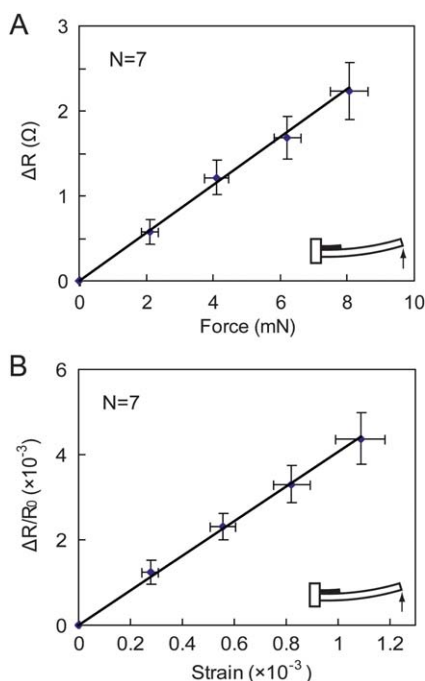 A
3
N=7
2
ΔR (Ω)
1
0
0 2 4 6 8 10
Force (mN)
B
6
N=7
4
ΔR/R0 (×10⁻³)
2
0
0 0.2 0.4 0.6 0.8 1 1.2
Strain (×10⁻³)